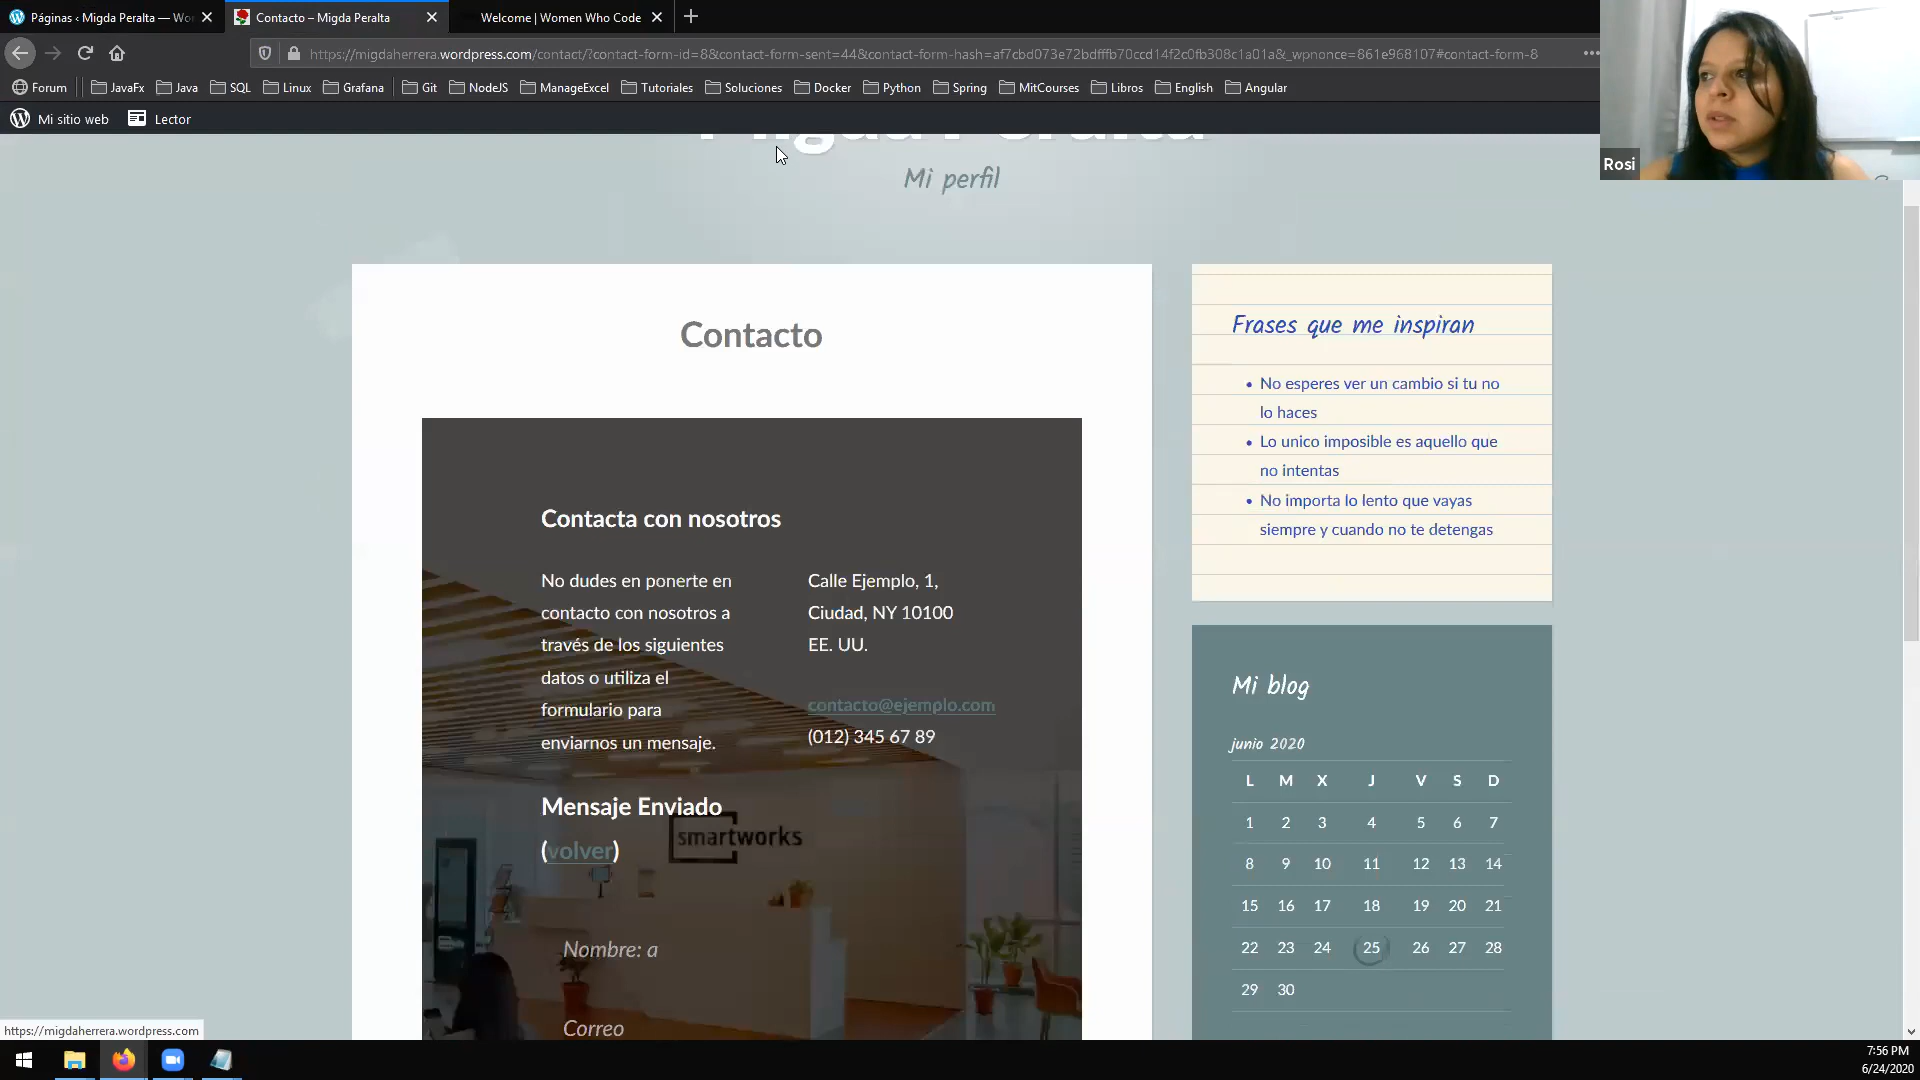 Páginas ‹ Migda Peralta — Wo
Contacto – Migda Peralta
Welcome | Women Who Code
https://migdaherrera.wordpress.com/contact/?contact-form-id=8&contact-form-sent=44&contact-form-hash=af7cbd073e72bdfffb70ccd14f2c0fb308c1a01a&_wpnonce=861e968107#contact-form-8
Forum
JavaFx
Java
SQL
Linux
Grafana
Git
NodeJS
ManageExcel
Tutoriales
Soluciones
Docker
Python
Spring
MitCourses
Libros
English
Angular
Mi sitio web
Lector
Rosi
Migda Peralta
Mi perfil
Contacto
Contacta con nosotros
No dudes en ponerte en
contacto con nosotros a
través de los siguientes
datos o utiliza el
formulario para
enviarnos un mensaje.
Calle Ejemplo, 1,
Ciudad, NY 10100
EE. UU.
contacto@ejemplo.com
(012) 345 67 89
Mensaje Enviado
(volver)
smartworks
Nombre: a
Correo
Frases que me inspiran
• No esperes ver un cambio si tu no
lo haces
• Lo unico imposible es aquello que
no intentas
• No importa lo lento que vayas
siempre y cuando no te detengas
Mi blog
junio 2020
L M X J V S D
1 2 3 4 5 6 7
8 9 10 11 12 13 14
15 16 17 18 19 20 21
22 23 24 25 26 27 28
29 30
https://migdaherrera.wordpress.com
7:56 PM
6/24/2020